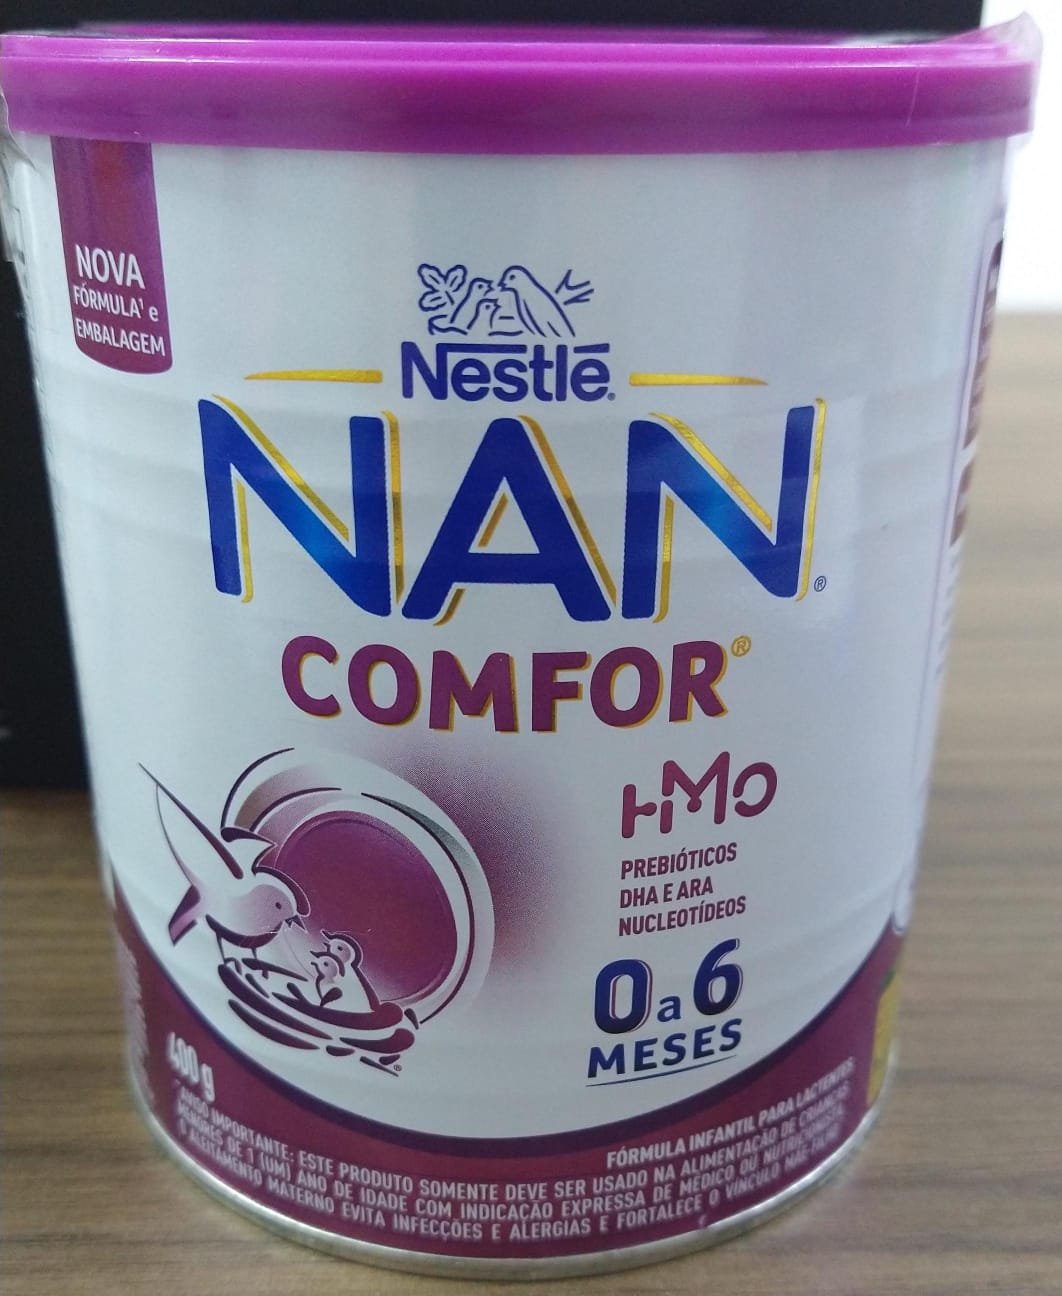 NOVA
FÓRMULA¹ e
EMBALAGEM
Nestlé®
NAN®
COMFOR®
HMO
PREBIÓTICOS
DHA E ARA
NUCLEOTÍDEOS
0 a 6
MESES
400 g
FÓRMULA INFANTIL PARA LACTENTES
AVISO IMPORTANTE: ESTE PRODUTO SOMENTE DEVE SER USADO NA ALIMENTAÇÃO DE CRIANÇAS
MENORES DE 1 (UM) ANO DE IDADE COM INDICAÇÃO EXPRESSA DE MÉDICO OU NUTRICIONISTA.
O ALEITAMENTO MATERNO EVITA INFECÇÕES E ALERGIAS E FORTALECE O VÍNCULO MÃE-FILHO.